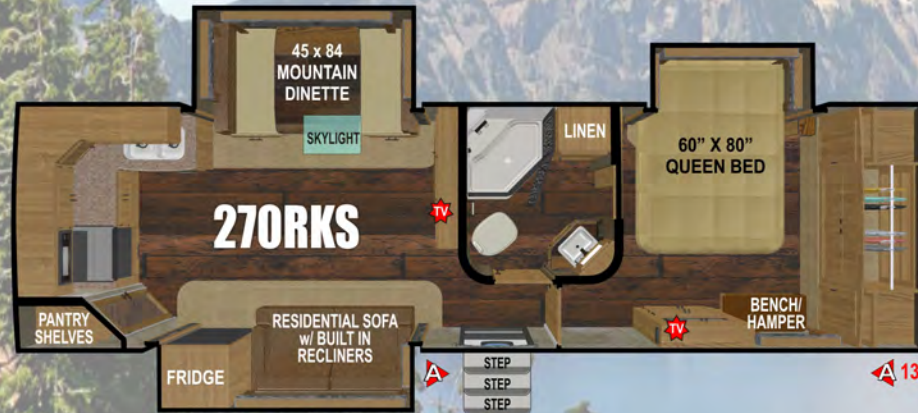 45 x 84
MOUNTAIN
DINETTE
SKYLIGHT
LINEN
60" X 80"
QUEEN BED
270RKS
TV
PANTRY
SHELVES
FRIDGE
RESIDENTIAL SOFA
w/ BUILT IN
RECLINERS
TV
BENCH/
HAMPER
A
STEP
STEP
STEP
A 13